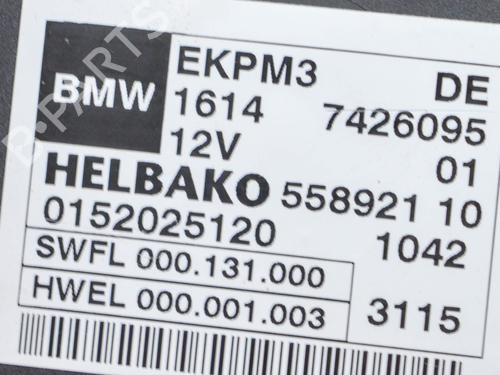 BMW EKPM3 DE
1614 7426095
12V 01
HELBAKO 558921 10
0152025120 1042
SWFL 000.131.000
HWEL 000.001.003 3115
B-PARTS